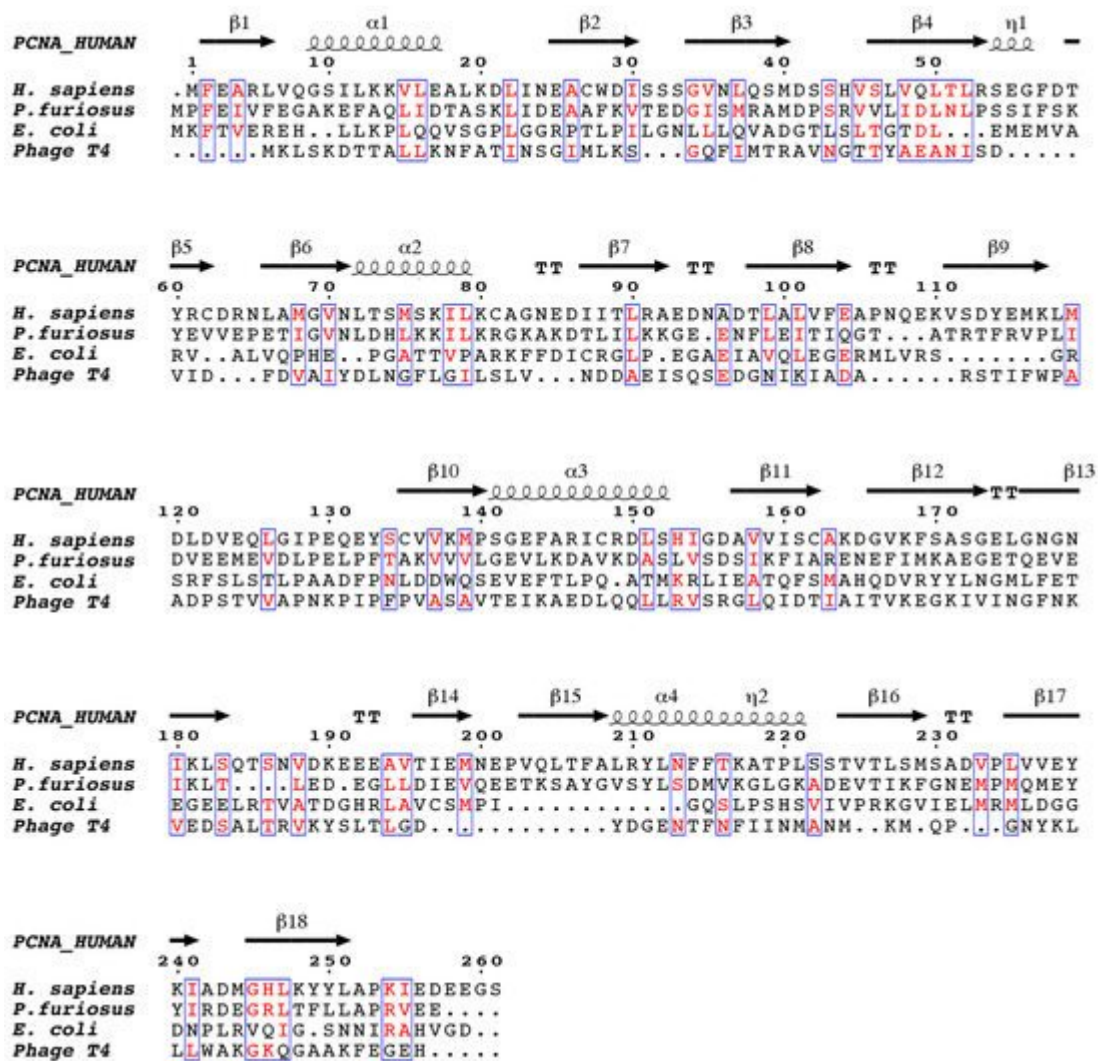 β1 α1 β2 β3 β4 η1
PCNA_HUMAN
1 10 20 30 40 50
H. sapiens .MFEARLVQGSILKKVLEALKDLINEACWDISSSGVNLQSMDSSHVSLVQLTLRSEGFDT
P.furiosus MPFEIVFEGAKEFAQLIDTASKLIDEAAFKVTEDGISMRAMDPSRVVLIDLNLPSSIFSK
E. coli MKFTVEREH..LLKPLQQVSGPLGGRPTLPILGNLLLQVADGTLSLTGTDL..EMEMVA
Phage T4 .....MKLSKDTTALLKNFATINSGIMLKS...GQFIMTRAVNGTTYAEANISD.....
β5 β6 α2 TT β7 TT β8 TT β9
PCNA_HUMAN
60 70 80 90 100 110
H. sapiens YRCDRNLAMGVNLTSMSKILKCAGNEDIITLRAEDNADTLALVFEAPNQEKVSDYEMKLM
P.furiosus YEVVEPETIGVNLDHLKKILKRGKAKDTLILKKGE.ENFLEITIQGT...ATRTFRVPLI
E. coli RV..ALVQPHE..PGATTVPARKFFDICRGLP.EGAEIAVQLEGERMLVRS.......GR
Phage T4 VID...FDVAIYDLNGFLGILSLV...NDDAEISQSEDGNIKIADA......RSTIFWPA
β10 α3 β11 β12 TT β13
PCNA_HUMAN
120 130 140 150 160 170
H. sapiens DLDVEQLGIPEQEYSCVVKMPSGEFARICRDLSHIGDAVVISCAKDGVKFSASGELGNGN
P.furiosus DVEEMEVDLPELPFTAKVVVLGEVLKDAVKDASLVSDSIKFIARENEFIMKAEGETQEVE
E. coli SRFSLSTLPAADFPNLDDWQSEVEFTLPQ.ATMKRLIEATQFSMAHQDVRYYLNGMLFET
Phage T4 ADPSTVVAPNKPIPFPVASAVTEIKAEDLQQLLRVSRGLQIDTIAITVKEGKIVINGFNK
TT β14 β15 α4 η2 β16 TT β17
PCNA_HUMAN
180 190 200 210 220 230
H. sapiens IKLSQTSNVDKEEEAVTIEMNEPVQLTFALRYLNFFTKATPLSSTVTLSMSADVPLVVEY
P.furiosus IKLT....LED.EGLLDIEVQEETKSAYGVSYLSDMVKGLGKADEVTIKFGNEMPMQMEY
E. coli EGEELRTVATDGHRLAVCSMPI...........GQSLPSHSVIVPRKGVIELMRMLDGG
Phage T4 VEDSALTRVKYSLTLGD............YDGENTFNFIINMANM..KM.QP...GNYKL
β18
PCNA_HUMAN
240 250 260
H. sapiens KIADMGHLKYYLAPKIEDEEGS
P.furiosus YIRDEGRLTFLLAPRVEE....
E. coli DNPLRVQIG.SNNIRAHVGD..
Phage T4 LLWAKGKQGAAKFEGEH.....